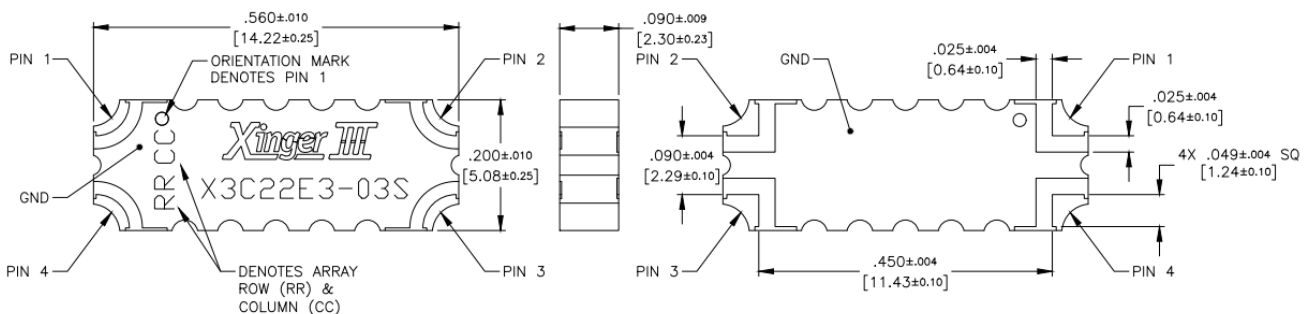 .560±.010
[14.22±0.25]
PIN 1
ORIENTATION MARK
DENOTES PIN 1
PIN 2
RR CC
Xinger III
X3C22E3-03S
.200±.010
[5.08±0.25]
GND
PIN 4
DENOTES ARRAY
ROW (RR) &
COLUMN (CC)
PIN 3
.090±.009
[2.30±0.23]
PIN 2
GND
.025±.004
[0.64±0.10]
PIN 1
.025±.004
[0.64±0.10]
.090±.004
[2.29±0.10]
4X .049±.004 SQ
[1.24±0.10]
PIN 3
.450±.004
[11.43±0.10]
PIN 4